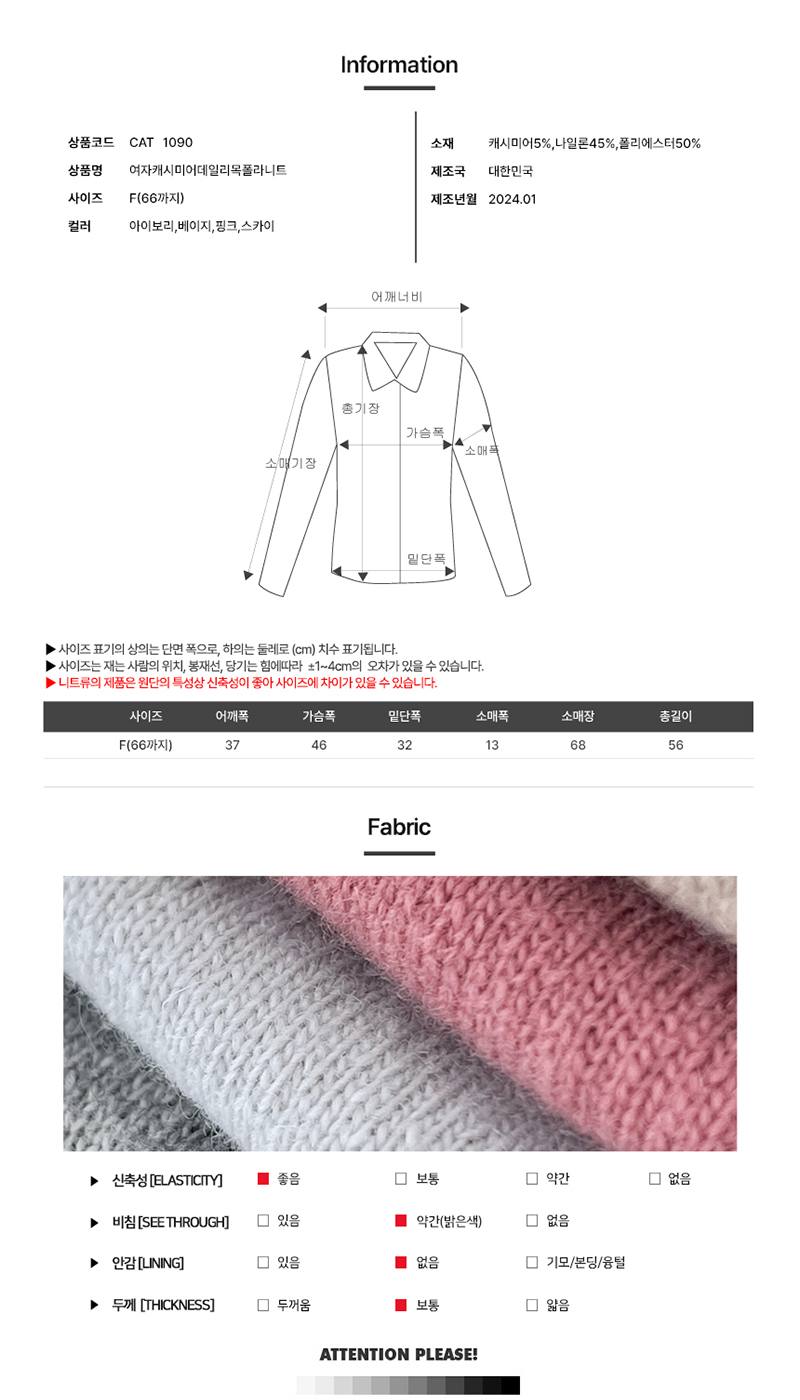 Information
상품코드 CAT 1090
상품명 여자캐시미어데일리목폴라니트
사이즈 F(66까지)
컬러 아이보리,베이지,핑크,스카이
소재 캐시미어5%,나일론45%,폴리에스터50%
제조국 대한민국
제조년월 2024.01
어깨너비
총기장
가슴폭
소매기장
소매폭
밑단폭
▶ 사이즈 표기의 상의는 단면 폭으로, 하의는 둘레로 (cm) 치수 표기됩니다.
▶ 사이즈는 재는 사람의 위치, 봉재선, 당기는 힘에따라 ±1~4cm의 오차가 있을 수 있습니다.
▶ 니트류의 제품은 원단의 특성상 신축성이 좋아 사이즈에 차이가 있을 수 있습니다.
사이즈 어깨폭 가슴폭 밑단폭 소매폭 소매장 총길이
F(66까지) 37 46 32 13 68 56
Fabric
▶ 신축성 [ELASTICITY] 좋음 보통 약간 없음
▶ 비침 [SEE THROUGH] 있음 약간(밝은색) 없음
▶ 안감 [LINING] 있음 없음 기모/본딩/융털
▶ 두께 [THICKNESS] 두꺼움 보통 얇음
ATTENTION PLEASE!